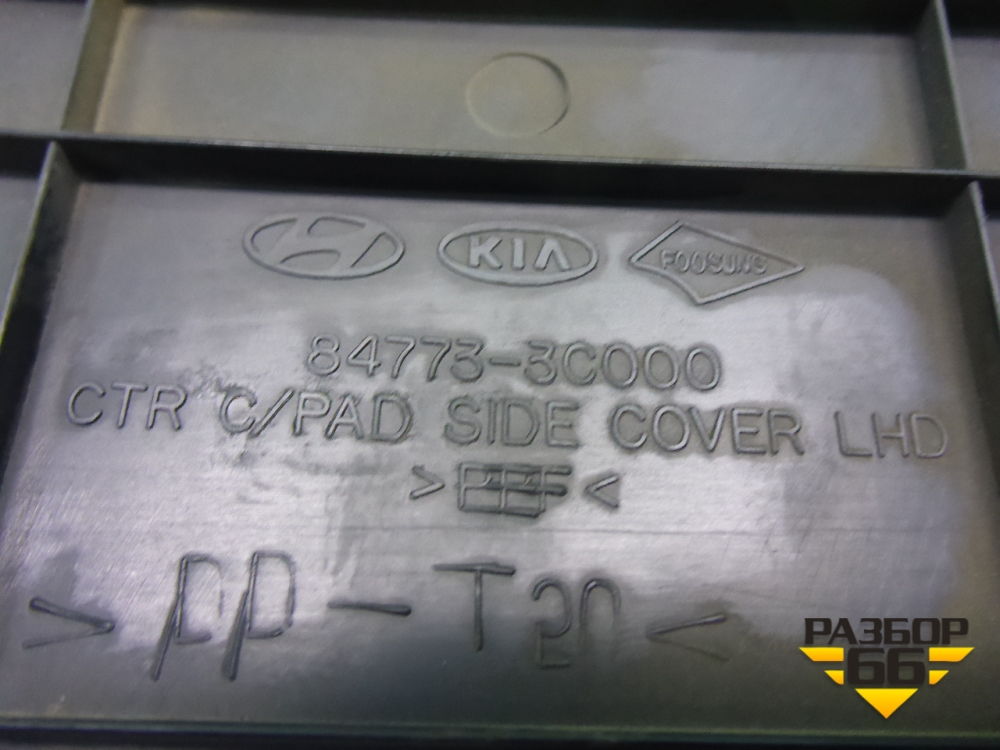 KIA FOOSUNG
84773-3C000
CTR C/PAD SIDE COVER LHD
>PP-T20<
РАЗБОР
66